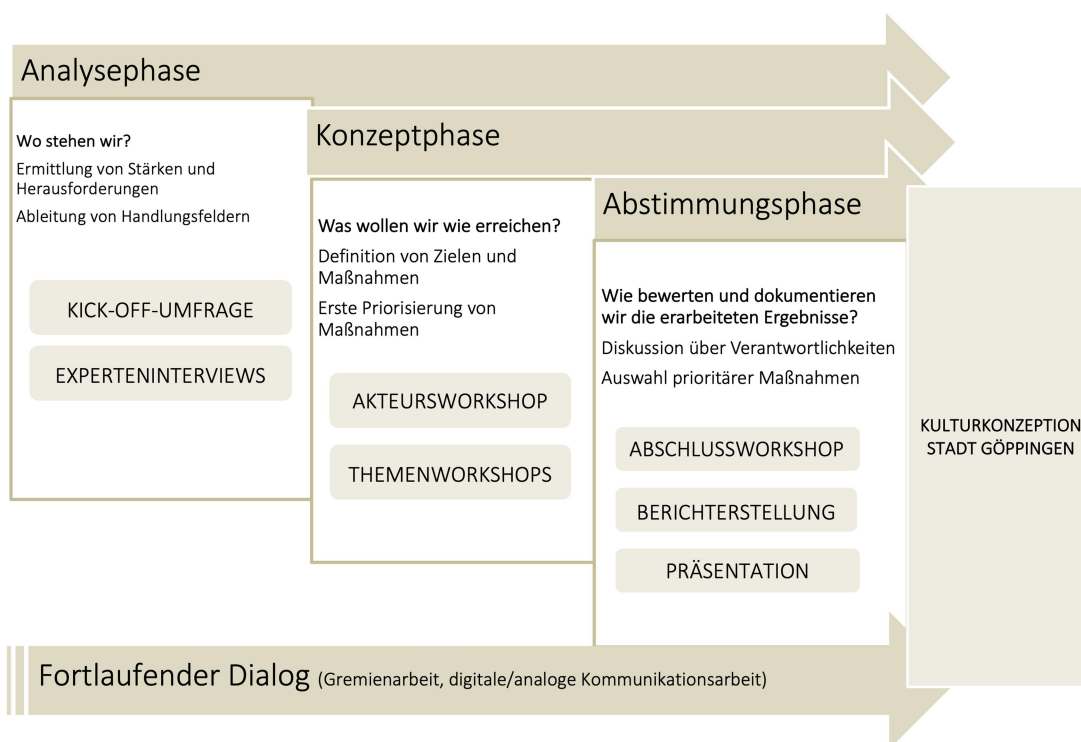 Analysephase
Wo stehen wir?
Ermittlung von Stärken und
Herausforderungen
Ableitung von Handlungsfeldern
KICK-OFF-UMFRAGE
EXPERTENINTERVIEWS
Konzeptphase
Was wollen wir wie erreichen?
Definition von Zielen und
Maßnahmen
Erste Priorisierung von
Maßnahmen
AKTEURSWORKSHOP
THEMENWORKSHOPS
Abstimmungsphase
Wie bewerten und dokumentieren
wir die erarbeiteten Ergebnisse?
Diskussion über Verantwortlichkeiten
Auswahl prioritärer Maßnahmen
ABSCHLUSSWORKSHOP
BERICHTERSTELLUNG
PRÄSENTATION
KULTURKONZEPTION
STADT GÖPPINGEN
Fortlaufender Dialog (Gremienarbeit, digitale/analoge Kommunikationsarbeit)